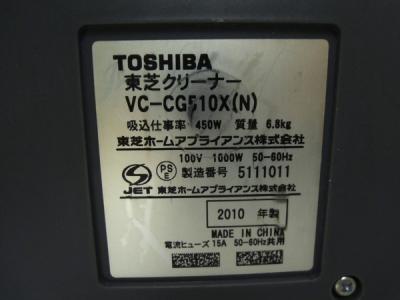 TOSHIBA
東芝クリーナー
VC-CG510X(N)
吸込仕事率 450W 質量 6.8kg
東芝ホームアプライアンス株式会社
100V 1000W 50-60Hz
PS E 製造番号 5111011
S JET 東芝ホームアプライアンス株式会社
2010 年製
MADE IN CHINA
電流ヒューズ 15A 50-60Hz共用